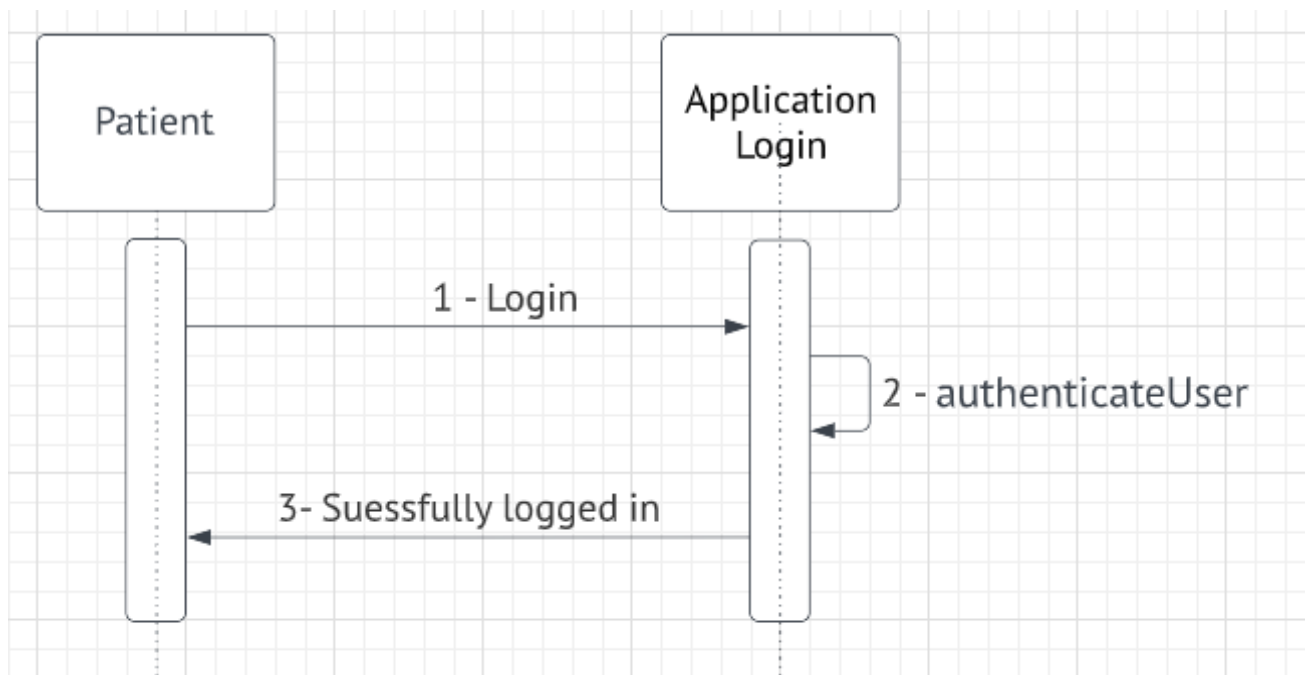 Patient
Application
Login
1 - Login
2 - authenticateUser
3- Suessfully logged in